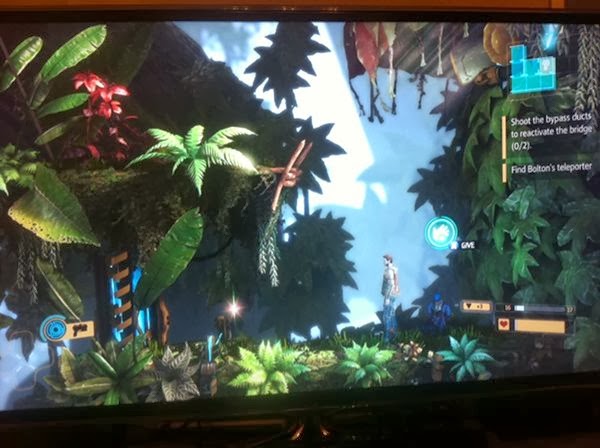 Shoot the bypass ducts
to reactivate the bridge
(0/2).
Find Bolton's teleporter
GIVE